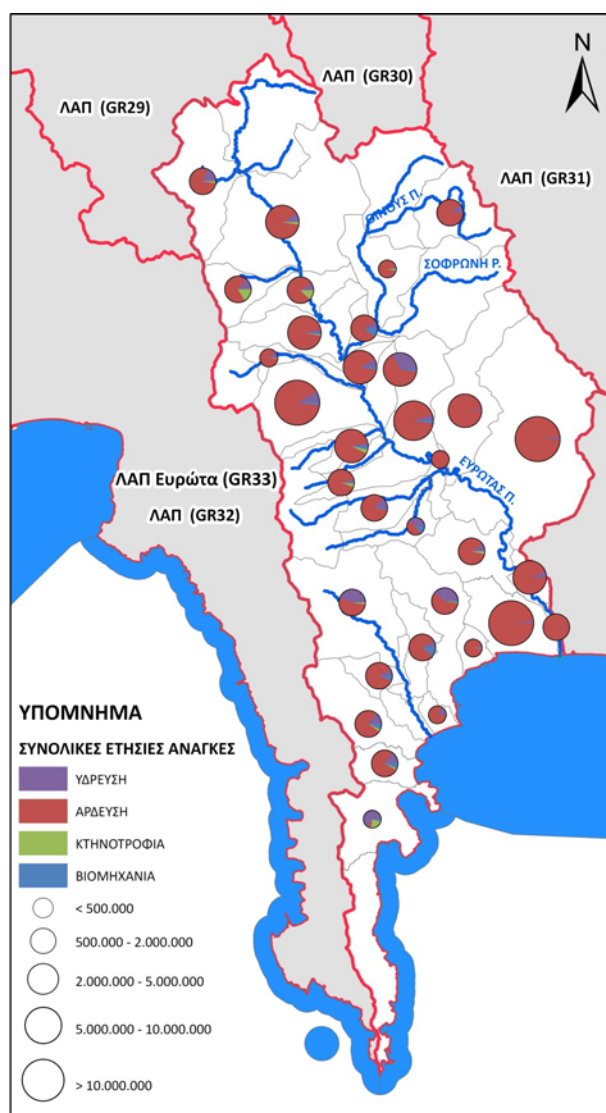 N
ΛΑΠ (GR30)
ΛΑΠ (GR29)
ΛΑΠ (GR31)
ΟΙΝΟΥΣ Π.
ΣΟΦΡΩΝΗ Ρ.
ΛΑΠ Ευρώτα (GR33)
ΕΥΡΩΤΑΣ Π.
ΛΑΠ (GR32)
ΥΠΟΜΝΗΜΑ
ΣΥΝΟΛΙΚΕΣ ΕΤΗΣΙΕΣ ΑΝΑΓΚΕΣ
ΥΔΡΕΥΣΗ
ΑΡΔΕΥΣΗ
ΚΤΗΝΟΤΡΟΦΙΑ
ΒΙΟΜΗΧΑΝΙΑ
< 500.000
500.000 - 2.000.000
2.000.000 - 5.000.000
5.000.000 - 10.000.000
> 10.000.000